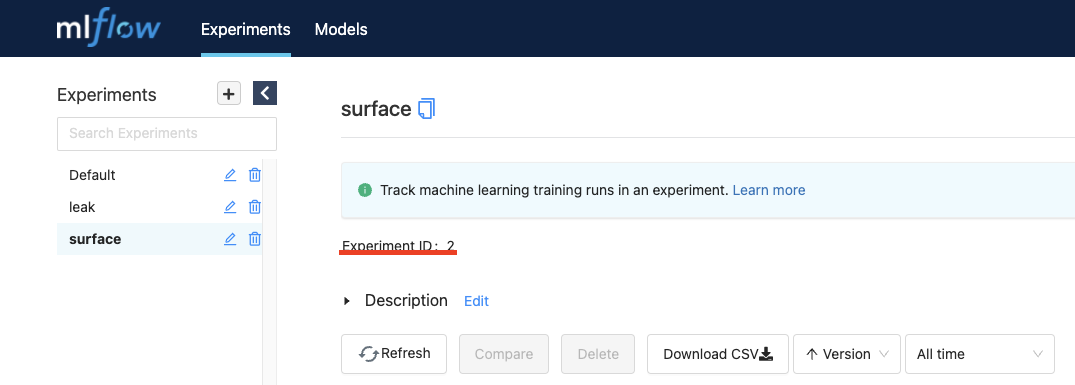 mlflow Experiments Models
Experiments
Search Experiments
Default
leak
surface
surface
Track machine learning training runs in an experiment. Learn more
Experiment ID: 2
Description Edit
Refresh Compare Delete Download CSV Version All time